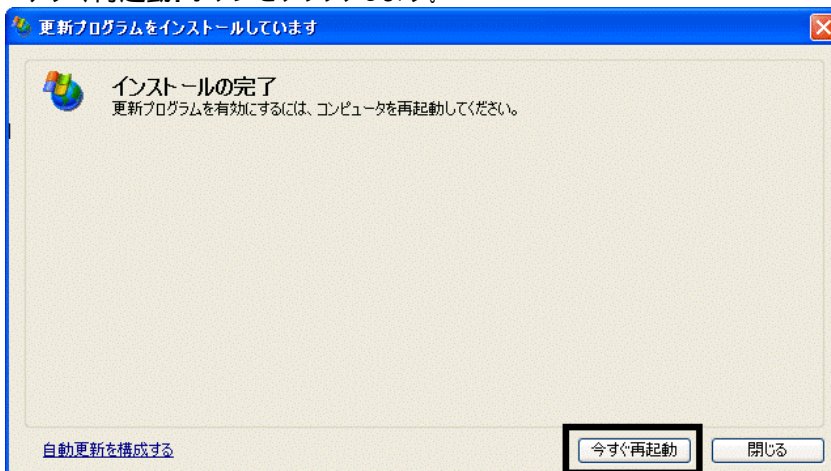 更新プログラムをインストールしています
インストールの完了
更新プログラムを有効にするには、コンピュータを再起動してください。
自動更新を構成する
今すぐ再起動
閉じる